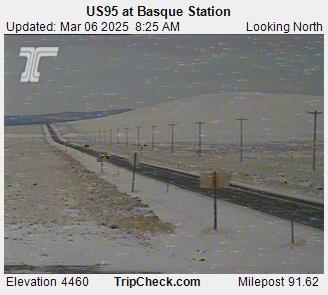 US95 at Basque Station
Updated: Mar 06 2025 8:25 AM Looking North
Elevation 4460 TripCheck.com Milepost 91.62